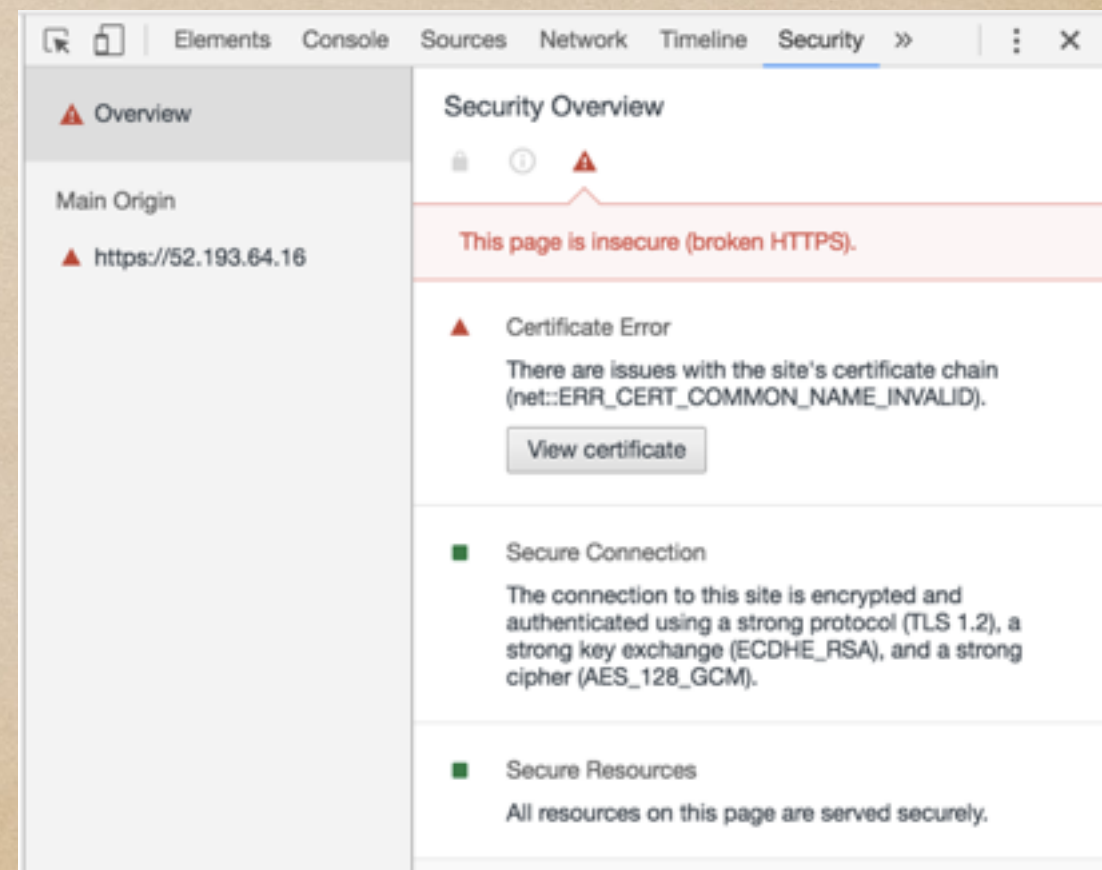 Elements Console Sources Network Timeline Security »
Overview
Main Origin
https://52.193.64.16
Security Overview
This page is insecure (broken HTTPS).
Certificate Error
There are issues with the site's certificate chain
(net::ERR_CERT_COMMON_NAME_INVALID).
View certificate
Secure Connection
The connection to this site is encrypted and
authenticated using a strong protocol (TLS 1.2), a
strong key exchange (ECDHE_RSA), and a strong
cipher (AES_128_GCM).
Secure Resources
All resources on this page are served securely.